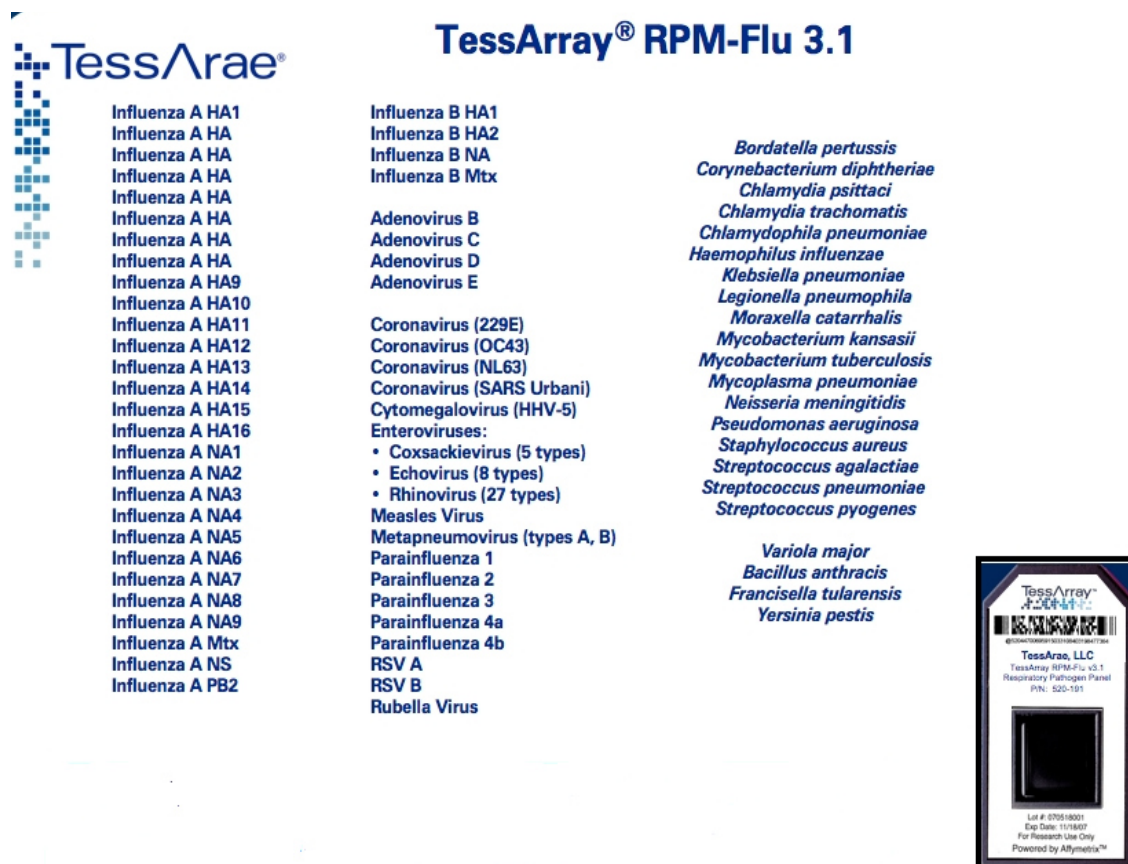 TessArae®
TessArray® RPM-Flu 3.1
Influenza A HA1
Influenza A HA
Influenza A HA
Influenza A HA
Influenza A HA
Influenza A HA
Influenza A HA
Influenza A HA
Influenza A HA9
Influenza A HA10
Influenza A HA11
Influenza A HA12
Influenza A HA13
Influenza A HA14
Influenza A HA15
Influenza A HA16
Influenza A NA1
Influenza A NA2
Influenza A NA3
Influenza A NA4
Influenza A NA5
Influenza A NA6
Influenza A NA7
Influenza A NA8
Influenza A NA9
Influenza A Mtx
Influenza A NS
Influenza A PB2
Influenza B HA1
Influenza B HA2
Influenza B NA
Influenza B Mtx
Adenovirus B
Adenovirus C
Adenovirus D
Adenovirus E
Coronavirus (229E)
Coronavirus (OC43)
Coronavirus (NL63)
Coronavirus (SARS Urbani)
Cytomegalovirus (HHV-5)
Enteroviruses:
• Coxsackievirus (5 types)
• Echovirus (8 types)
• Rhinovirus (27 types)
Measles Virus
Metapneumovirus (types A, B)
Parainfluenza 1
Parainfluenza 2
Parainfluenza 3
Parainfluenza 4a
Parainfluenza 4b
RSV A
RSV B
Rubella Virus
Bordatella pertussis
Corynebacterium diphtheriae
Chlamydia psittaci
Chlamydia trachomatis
Chlamydophila pneumoniae
Haemophilus influenzae
Klebsiella pneumoniae
Legionella pneumophila
Moraxella catarrhalis
Mycobacterium kansasii
Mycobacterium tuberculosis
Mycoplasma pneumoniae
Neisseria meningitidis
Pseudomonas aeruginosa
Staphylococcus aureus
Streptococcus agalactiae
Streptococcus pneumoniae
Streptococcus pyogenes
Variola major
Bacillus anthracis
Francisella tularensis
Yersinia pestis
TessArray™
TessArae, LLC
TessArray RPM-Flu v3.1
Respiratory Pathogen Panel
P/N: 520-191
Lot #: 070518001
Exp Date: 11/16/07
For Research Use Only
Powered by Affymetrix™